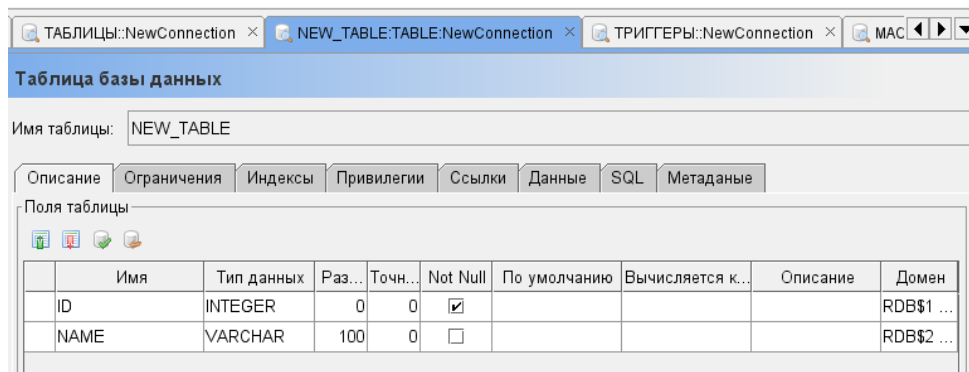 ТАБЛИЦЫ::NewConnection × NEW_TABLE:TABLE:NewConnection × ТРИГГЕРЫ::NewConnection × МАС
Таблица базы данных
Имя таблицы: NEW_TABLE
Описание Ограничения Индексы Привилегии Ссылки Данные SQL Метаданые
Поля таблицы
Имя Тип данных Раз... Точн... Not Null По умолчанию Вычисляется к... Описание Домен
ID INTEGER 0 0 RDB$1 ...
NAME VARCHAR 100 0 RDB$2 ...